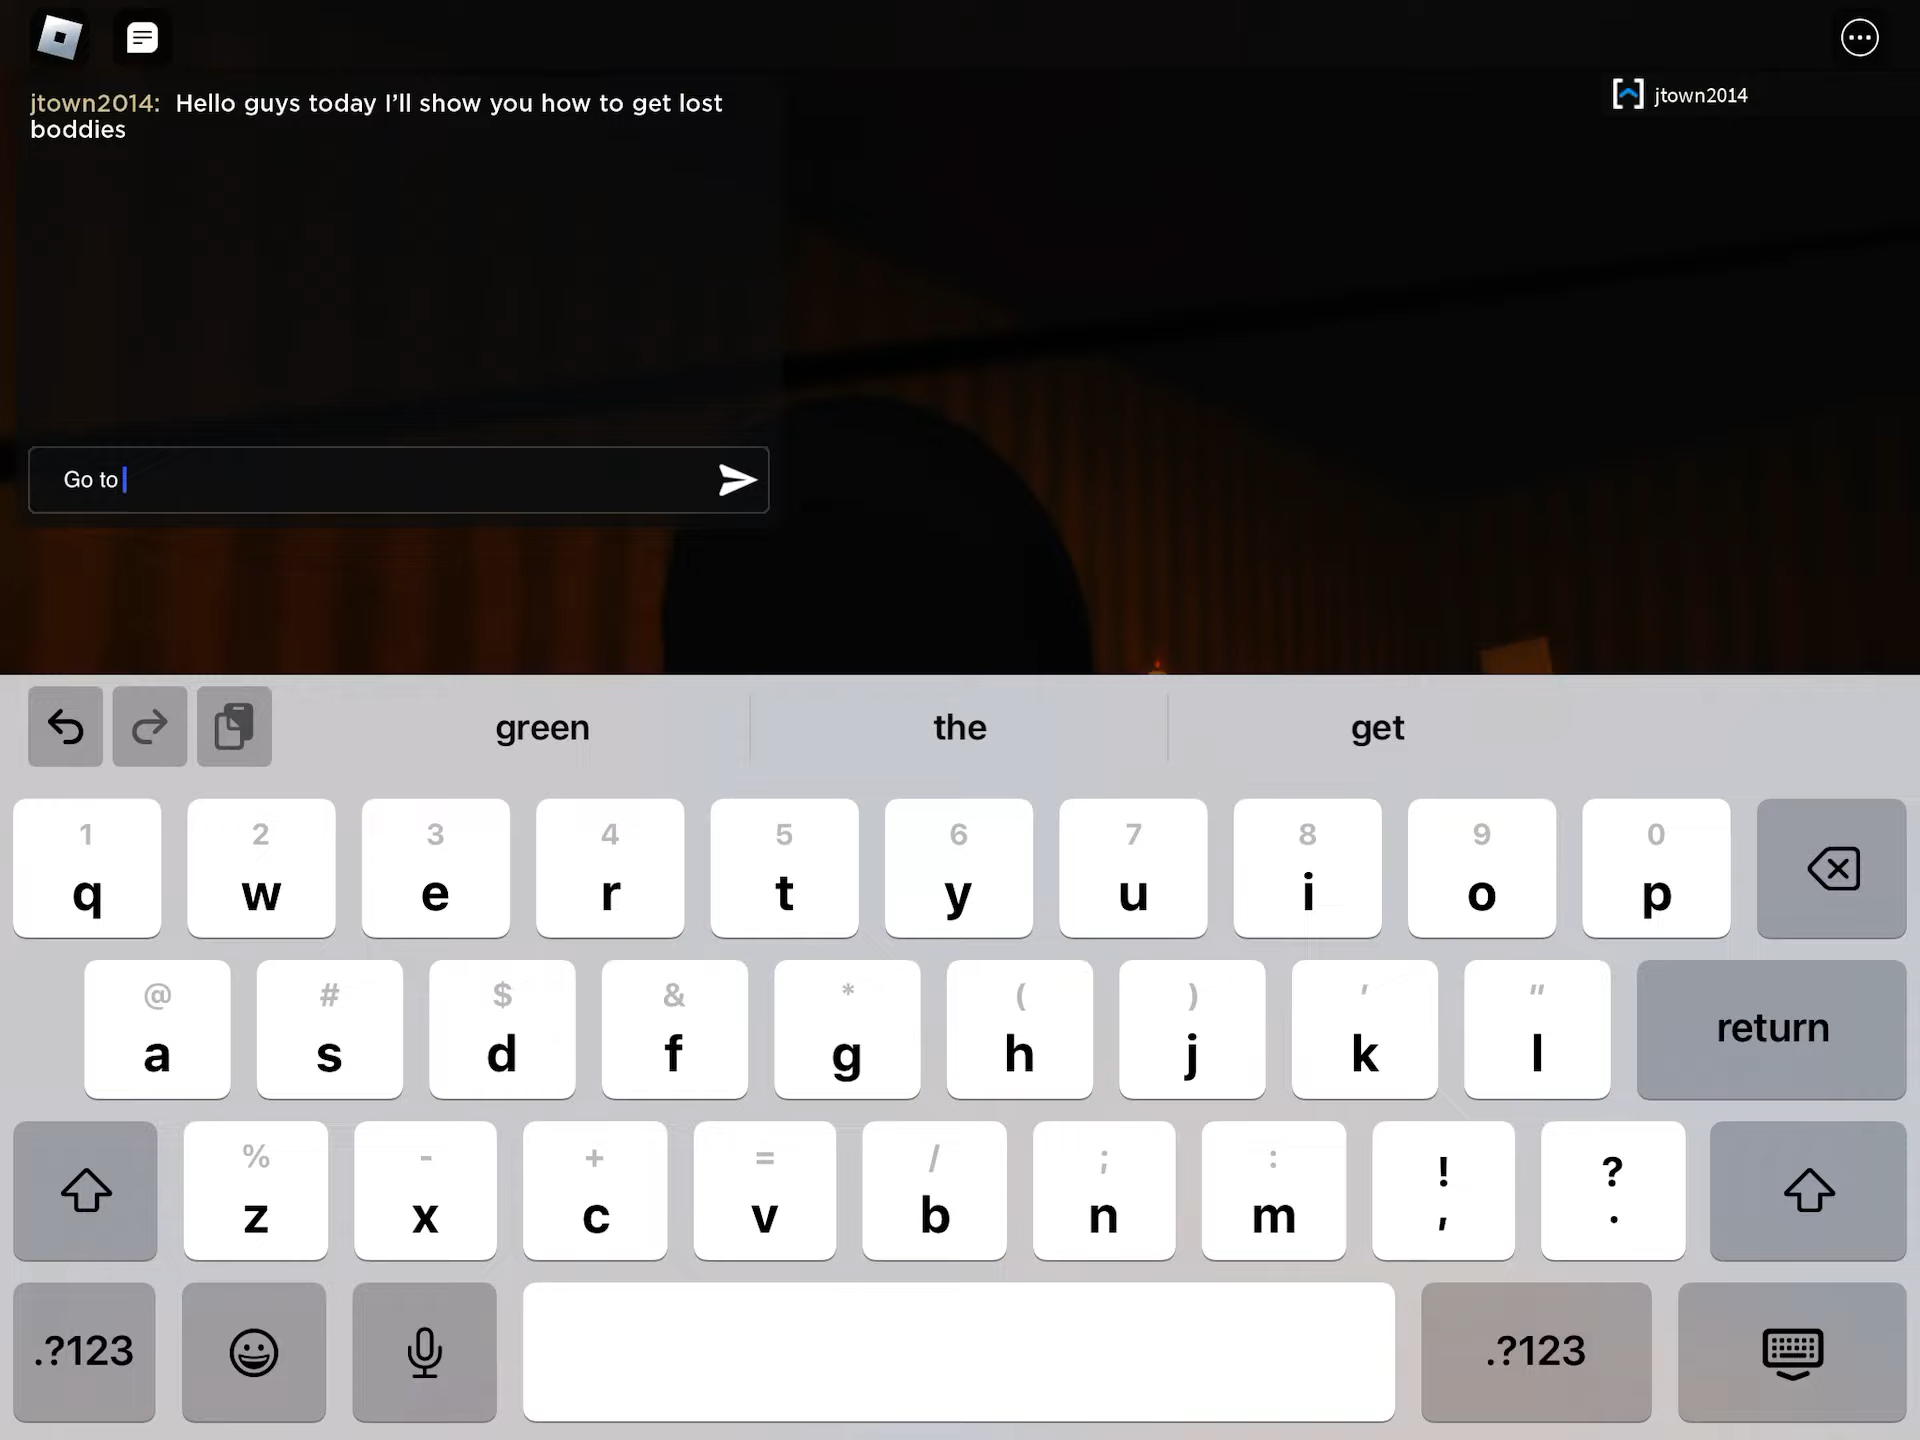 jtown2014: Hello guys today I'll show you how to get lost
boddies
jtown2014
Go to
green the get
1 2 3 4 5 6 7 8 9 0
q w e r t y u i o p
@ # $ & * ( ) ' "
a s d f g h j k l return
% - + = / ; : ! ?
z x c v b n m , .
.?123 .?123